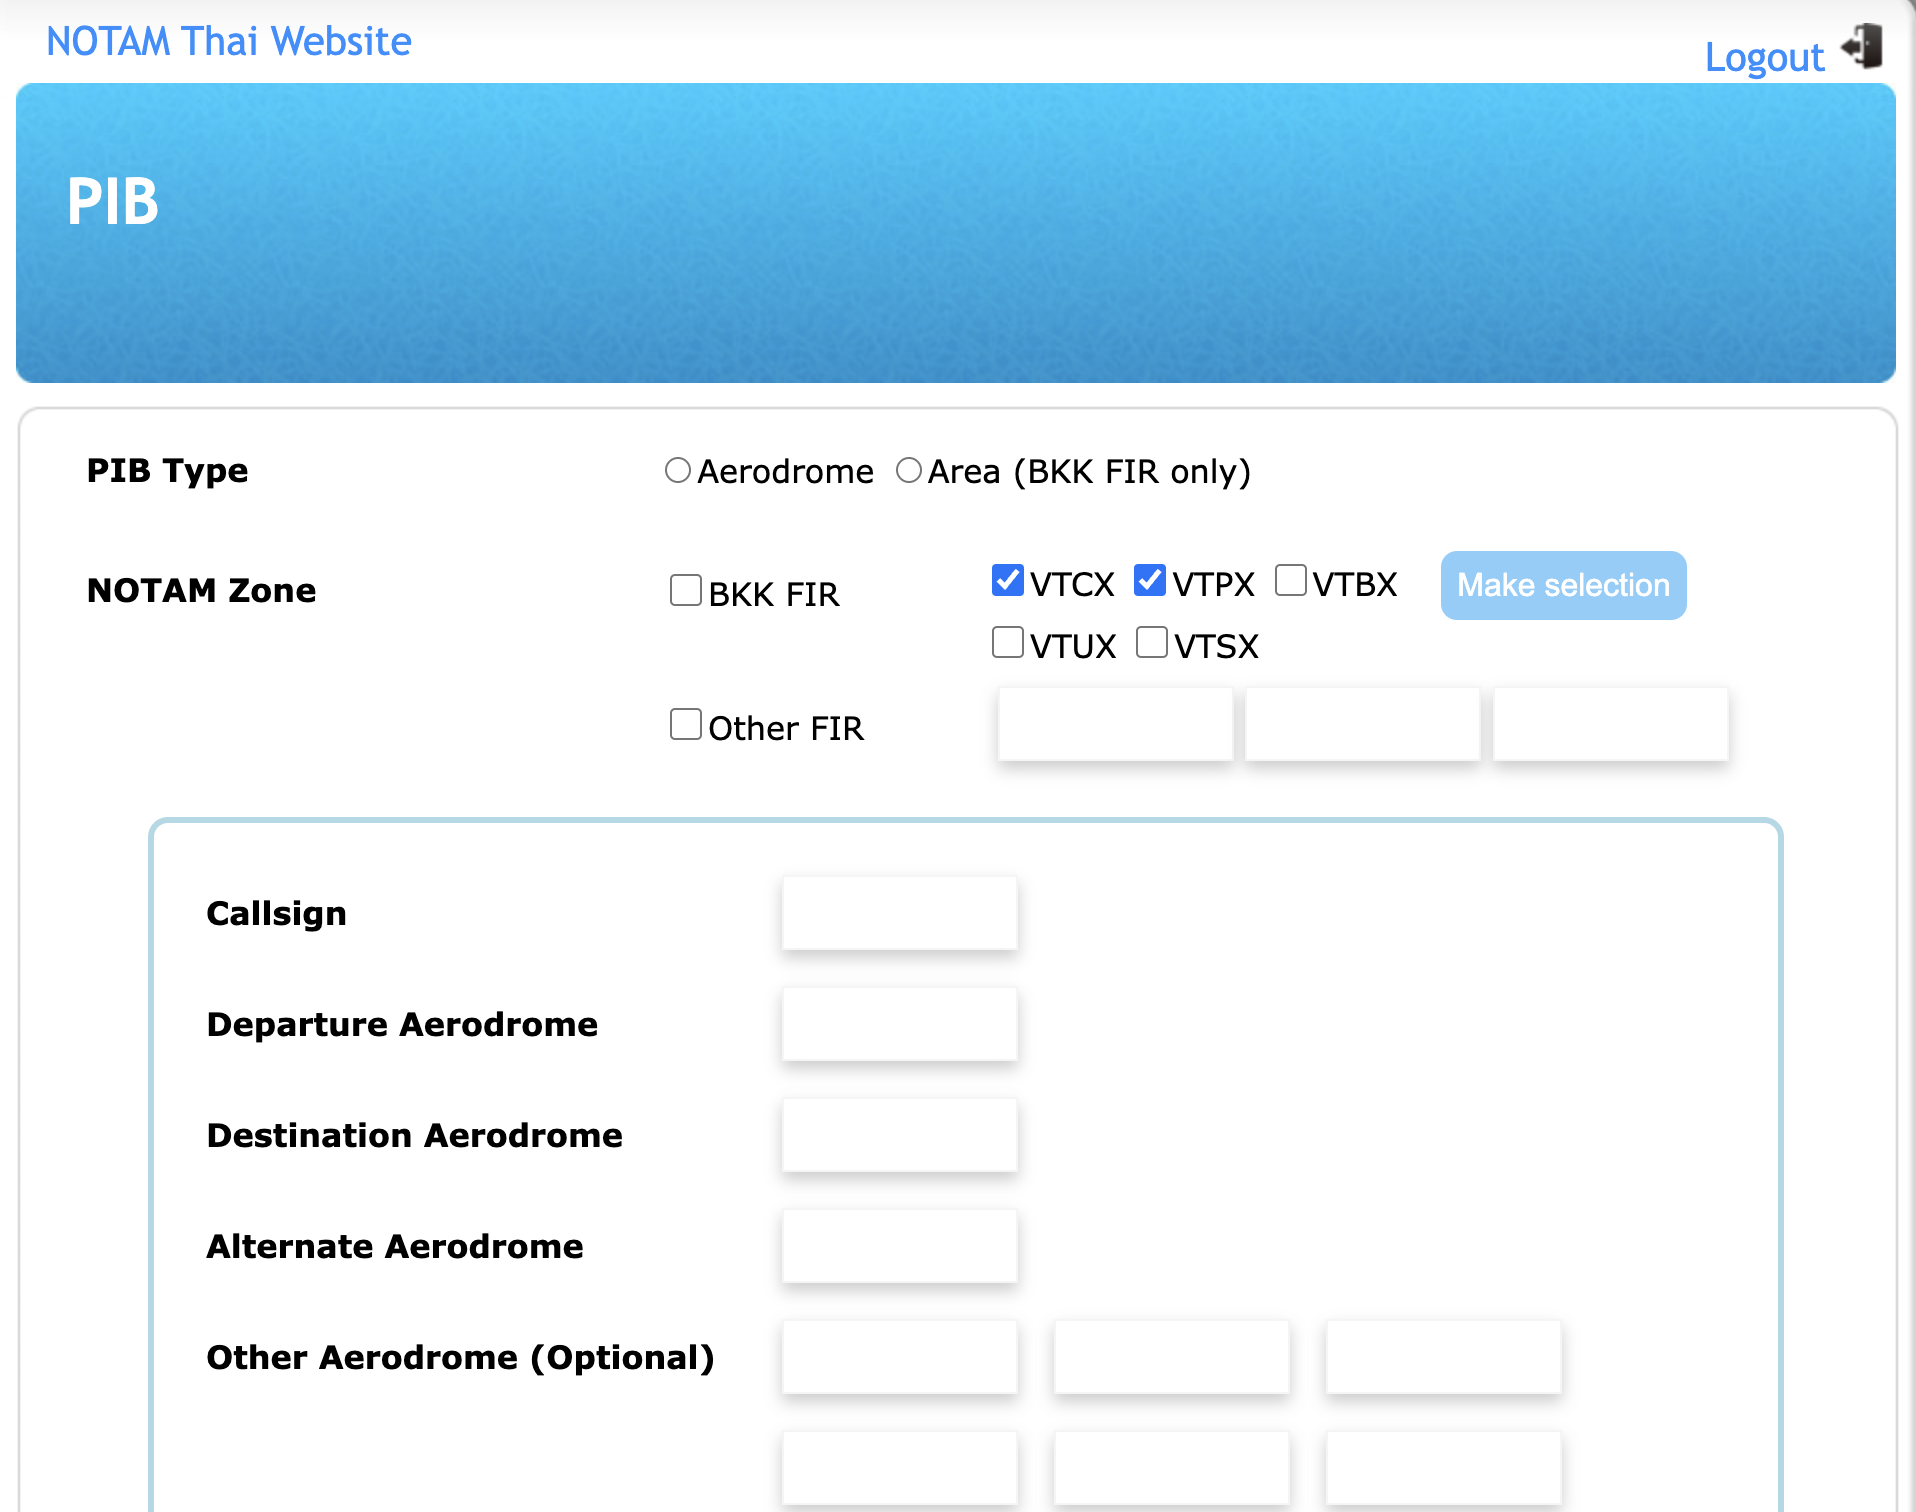 NOTAM Thai Website
Logout
PIB
PIB Type
Aerodrome Area (BKK FIR only)
NOTAM Zone
BKK FIR
VTCX VTPX VTBX
Make selection
VTUX VTSX
Other FIR
Callsign
Departure Aerodrome
Destination Aerodrome
Alternate Aerodrome
Other Aerodrome (Optional)